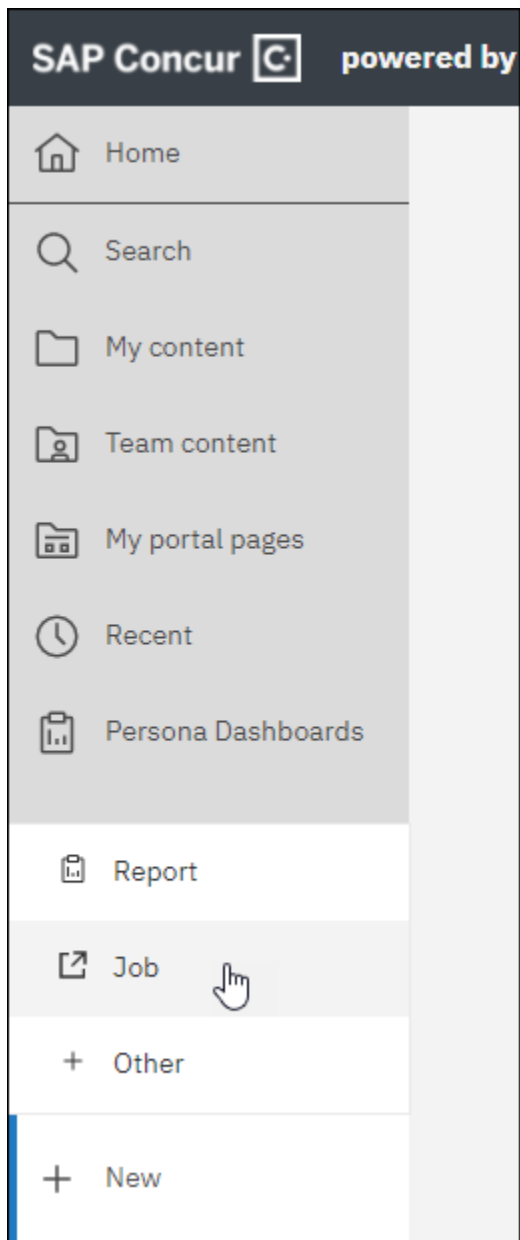 SAP Concur C powered by
Home
Search
My content
Team content
My portal pages
Recent
Persona Dashboards
Report
Job
Other
New